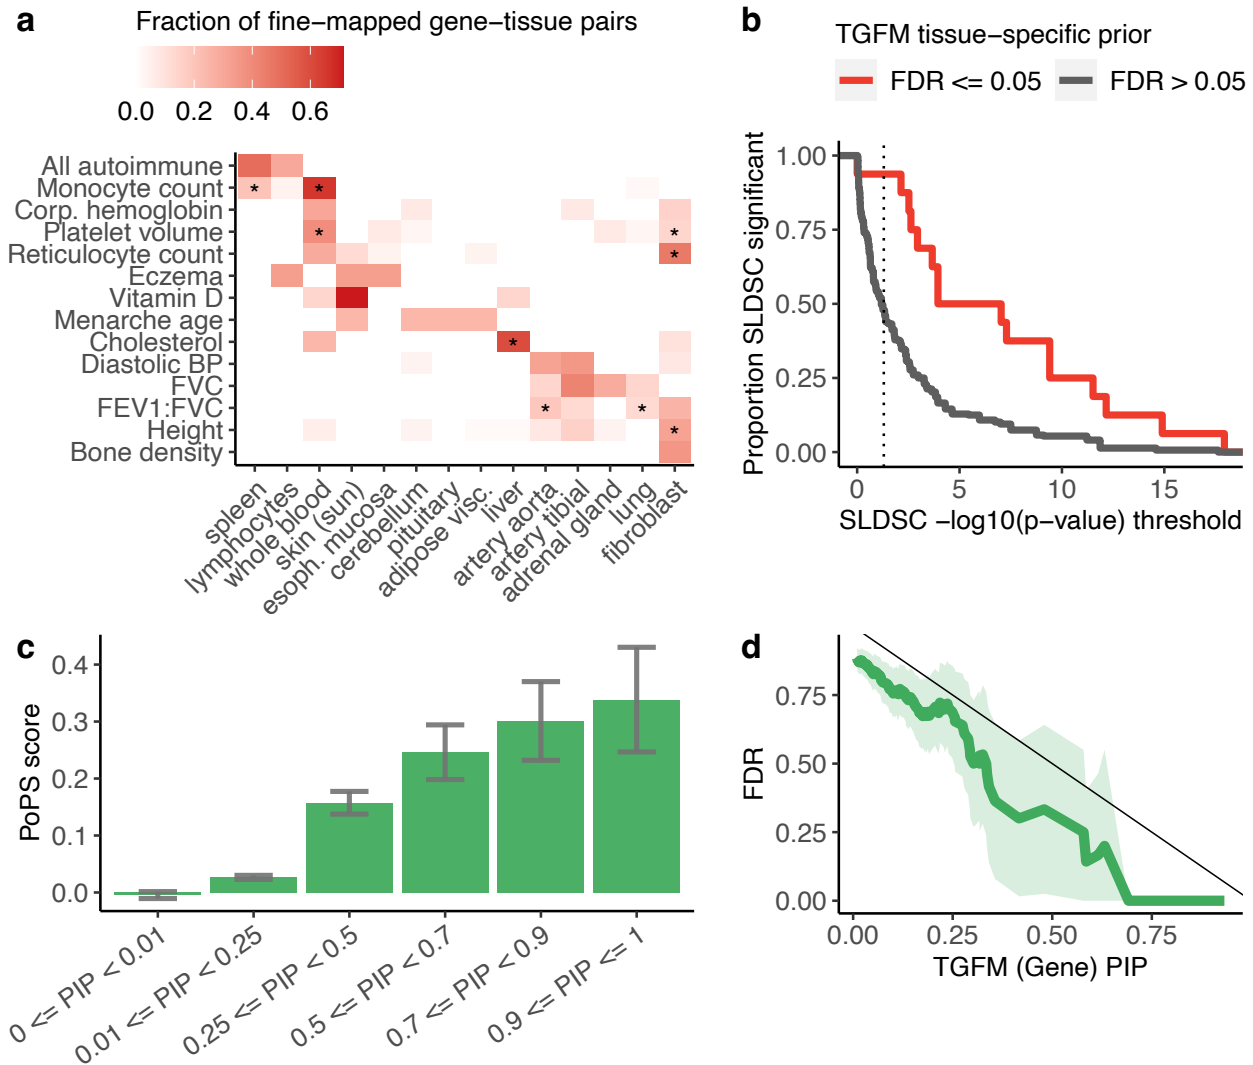 a
Fraction of fine−mapped gene−tissue pairs
0.0 0.2 0.4 0.6
All autoimmune
Monocyte count
Corp. hemoglobin
Platelet volume
Reticulocyte count
Eczema
Vitamin D
Menarche age
Cholesterol
Diastolic BP
FVC
FEV1:FVC
Height
Bone density
* *
* *
*
*
* *
*
spleen
lymphocytes
whole blood
skin (sun)
esoph. mucosa
cerebellum
pituitary
adipose visc.
liver
artery aorta
artery tibial
adrenal gland
lung
fibroblast
b
TGFM tissue−specific prior
FDR <= 0.05 FDR > 0.05
Proportion SLDSC significant
1.00
0.75
0.50
0.25
0.00
0 5 10 15
SLDSC −log10(p−value) threshold
c
PoPS score
0.4
0.3
0.2
0.1
0.0
0 <= PIP < 0.01
0.01 <= PIP < 0.25
0.25 <= PIP < 0.5
0.5 <= PIP < 0.7
0.7 <= PIP < 0.9
0.9 <= PIP <= 1
d
FDR
0.75
0.50
0.25
0.00
0.00 0.25 0.50 0.75
TGFM (Gene) PIP